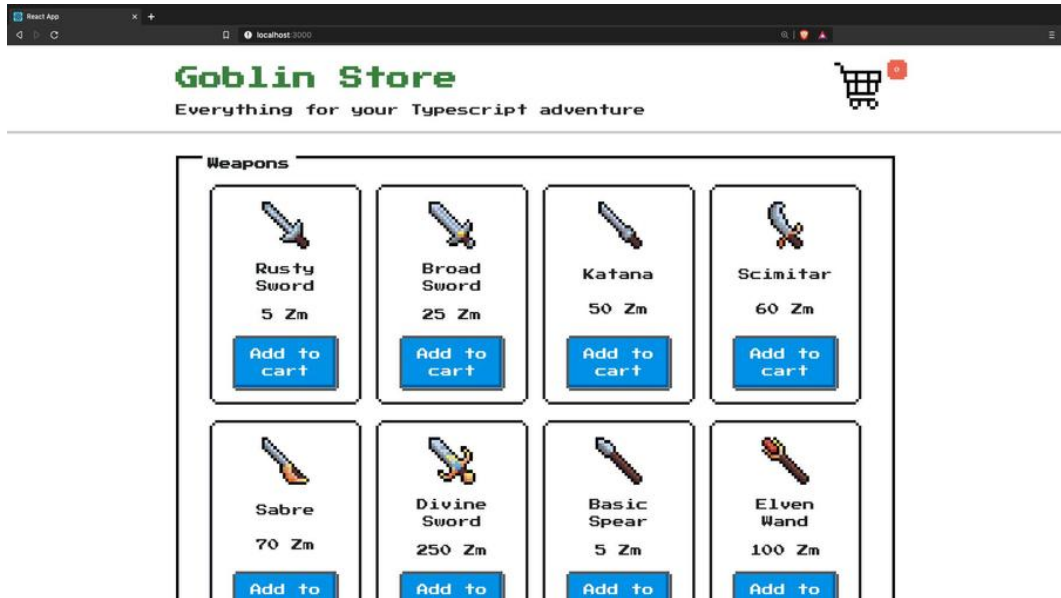 React App
localhost:3000
Goblin Store
0
Everything for your Typescript adventure
Weapons
Rusty
Sword
5 Zm
Add to
cart
Broad
Sword
25 Zm
Add to
cart
Katana
50 Zm
Add to
cart
Scimitar
60 Zm
Add to
cart
Sabre
70 Zm
Add to
Divine
Sword
250 Zm
Add to
Basic
Spear
5 Zm
Add to
Elven
Wand
100 Zm
Add to